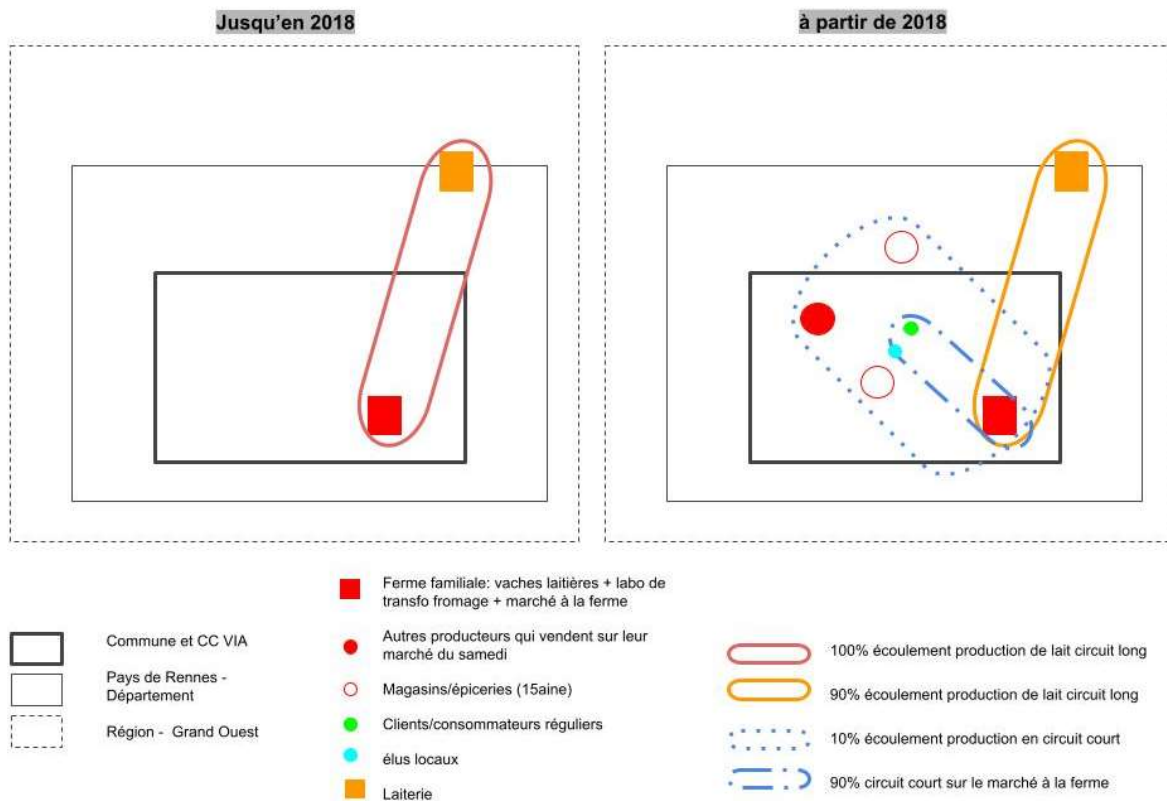 Jusqu'en 2018
à partir de 2018
Commune et CC VIA
Pays de Rennes -
Département
Région - Grand Ouest
Ferme familiale: vaches laitières + labo de
transfo fromage + marché à la ferme
Autres producteurs qui vendent sur leur
marché du samedi
Magasins/épiceries (15aine)
Clients/consommateurs réguliers
élus locaux
Laiterie
100% écoulement production de lait circuit long
90% écoulement production de lait circuit long
10% écoulement production en circuit court
90% circuit court sur le marché à la ferme